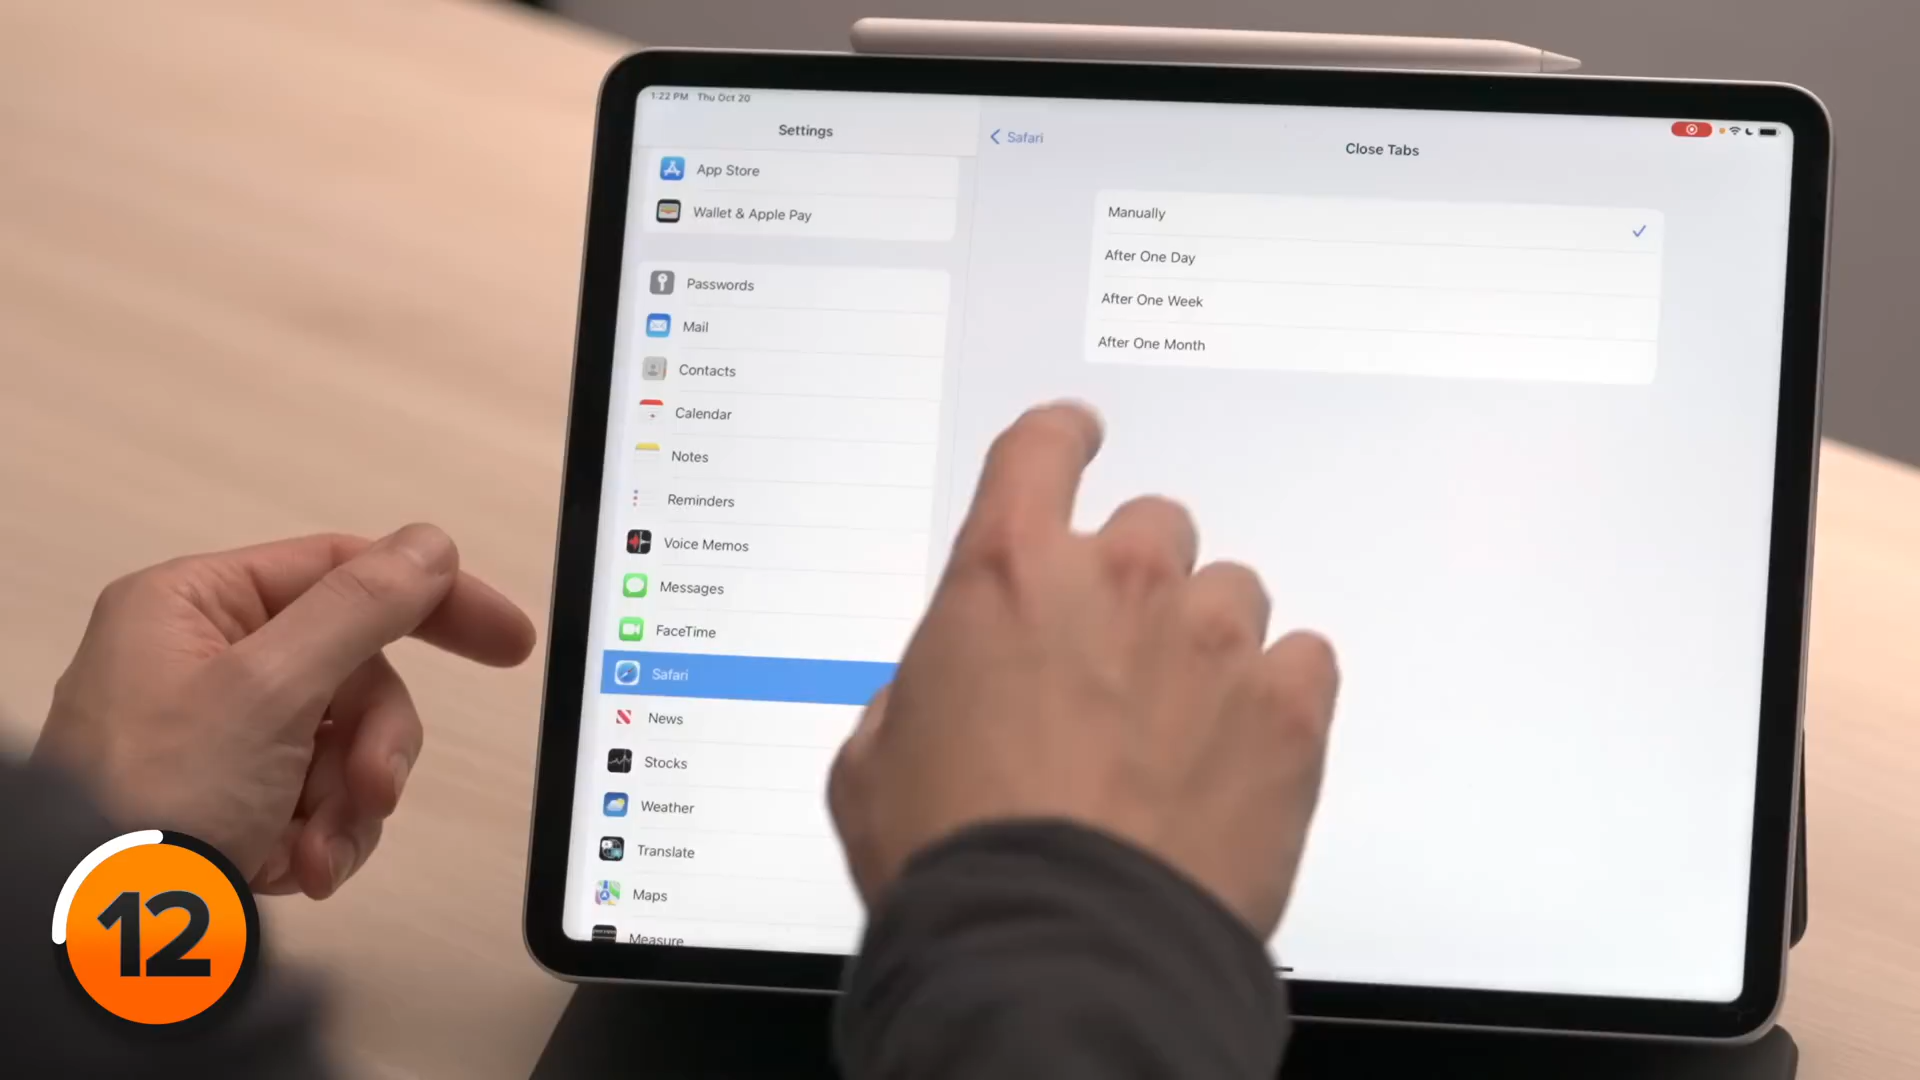 1:22 PM Thu Oct 20
Settings
App Store
Wallet & Apple Pay
Passwords
Mail
Contacts
Calendar
Notes
Reminders
Voice Memos
Messages
FaceTime
Safari
News
Stocks
Weather
Translate
Maps
Measure
Safari
Close Tabs
Manually
After One Day
After One Week
After One Month
12